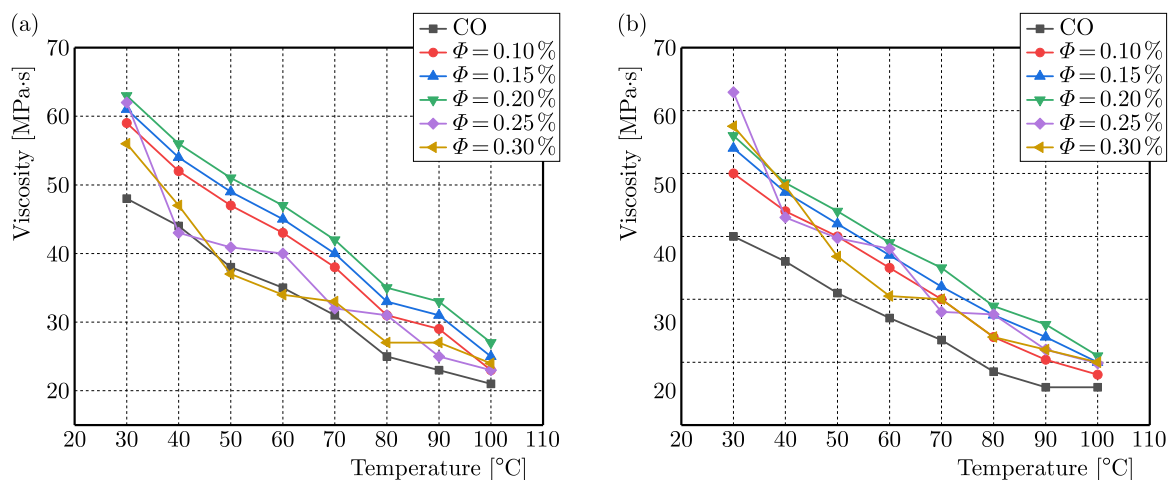 (a)
CO
Φ = 0.10 %
Φ = 0.15 %
Φ = 0.20 %
Φ = 0.25 %
Φ = 0.30 %
Viscosity [MPa·s]
70
60
50
40
30
20
20 30 40 50 60 70 80 90 100 110
Temperature [°C]
(b)
CO
Φ = 0.10 %
Φ = 0.15 %
Φ = 0.20 %
Φ = 0.25 %
Φ = 0.30 %
Viscosity [MPa·s]
70
60
50
40
30
20
20 30 40 50 60 70 80 90 100 110
Temperature [°C]